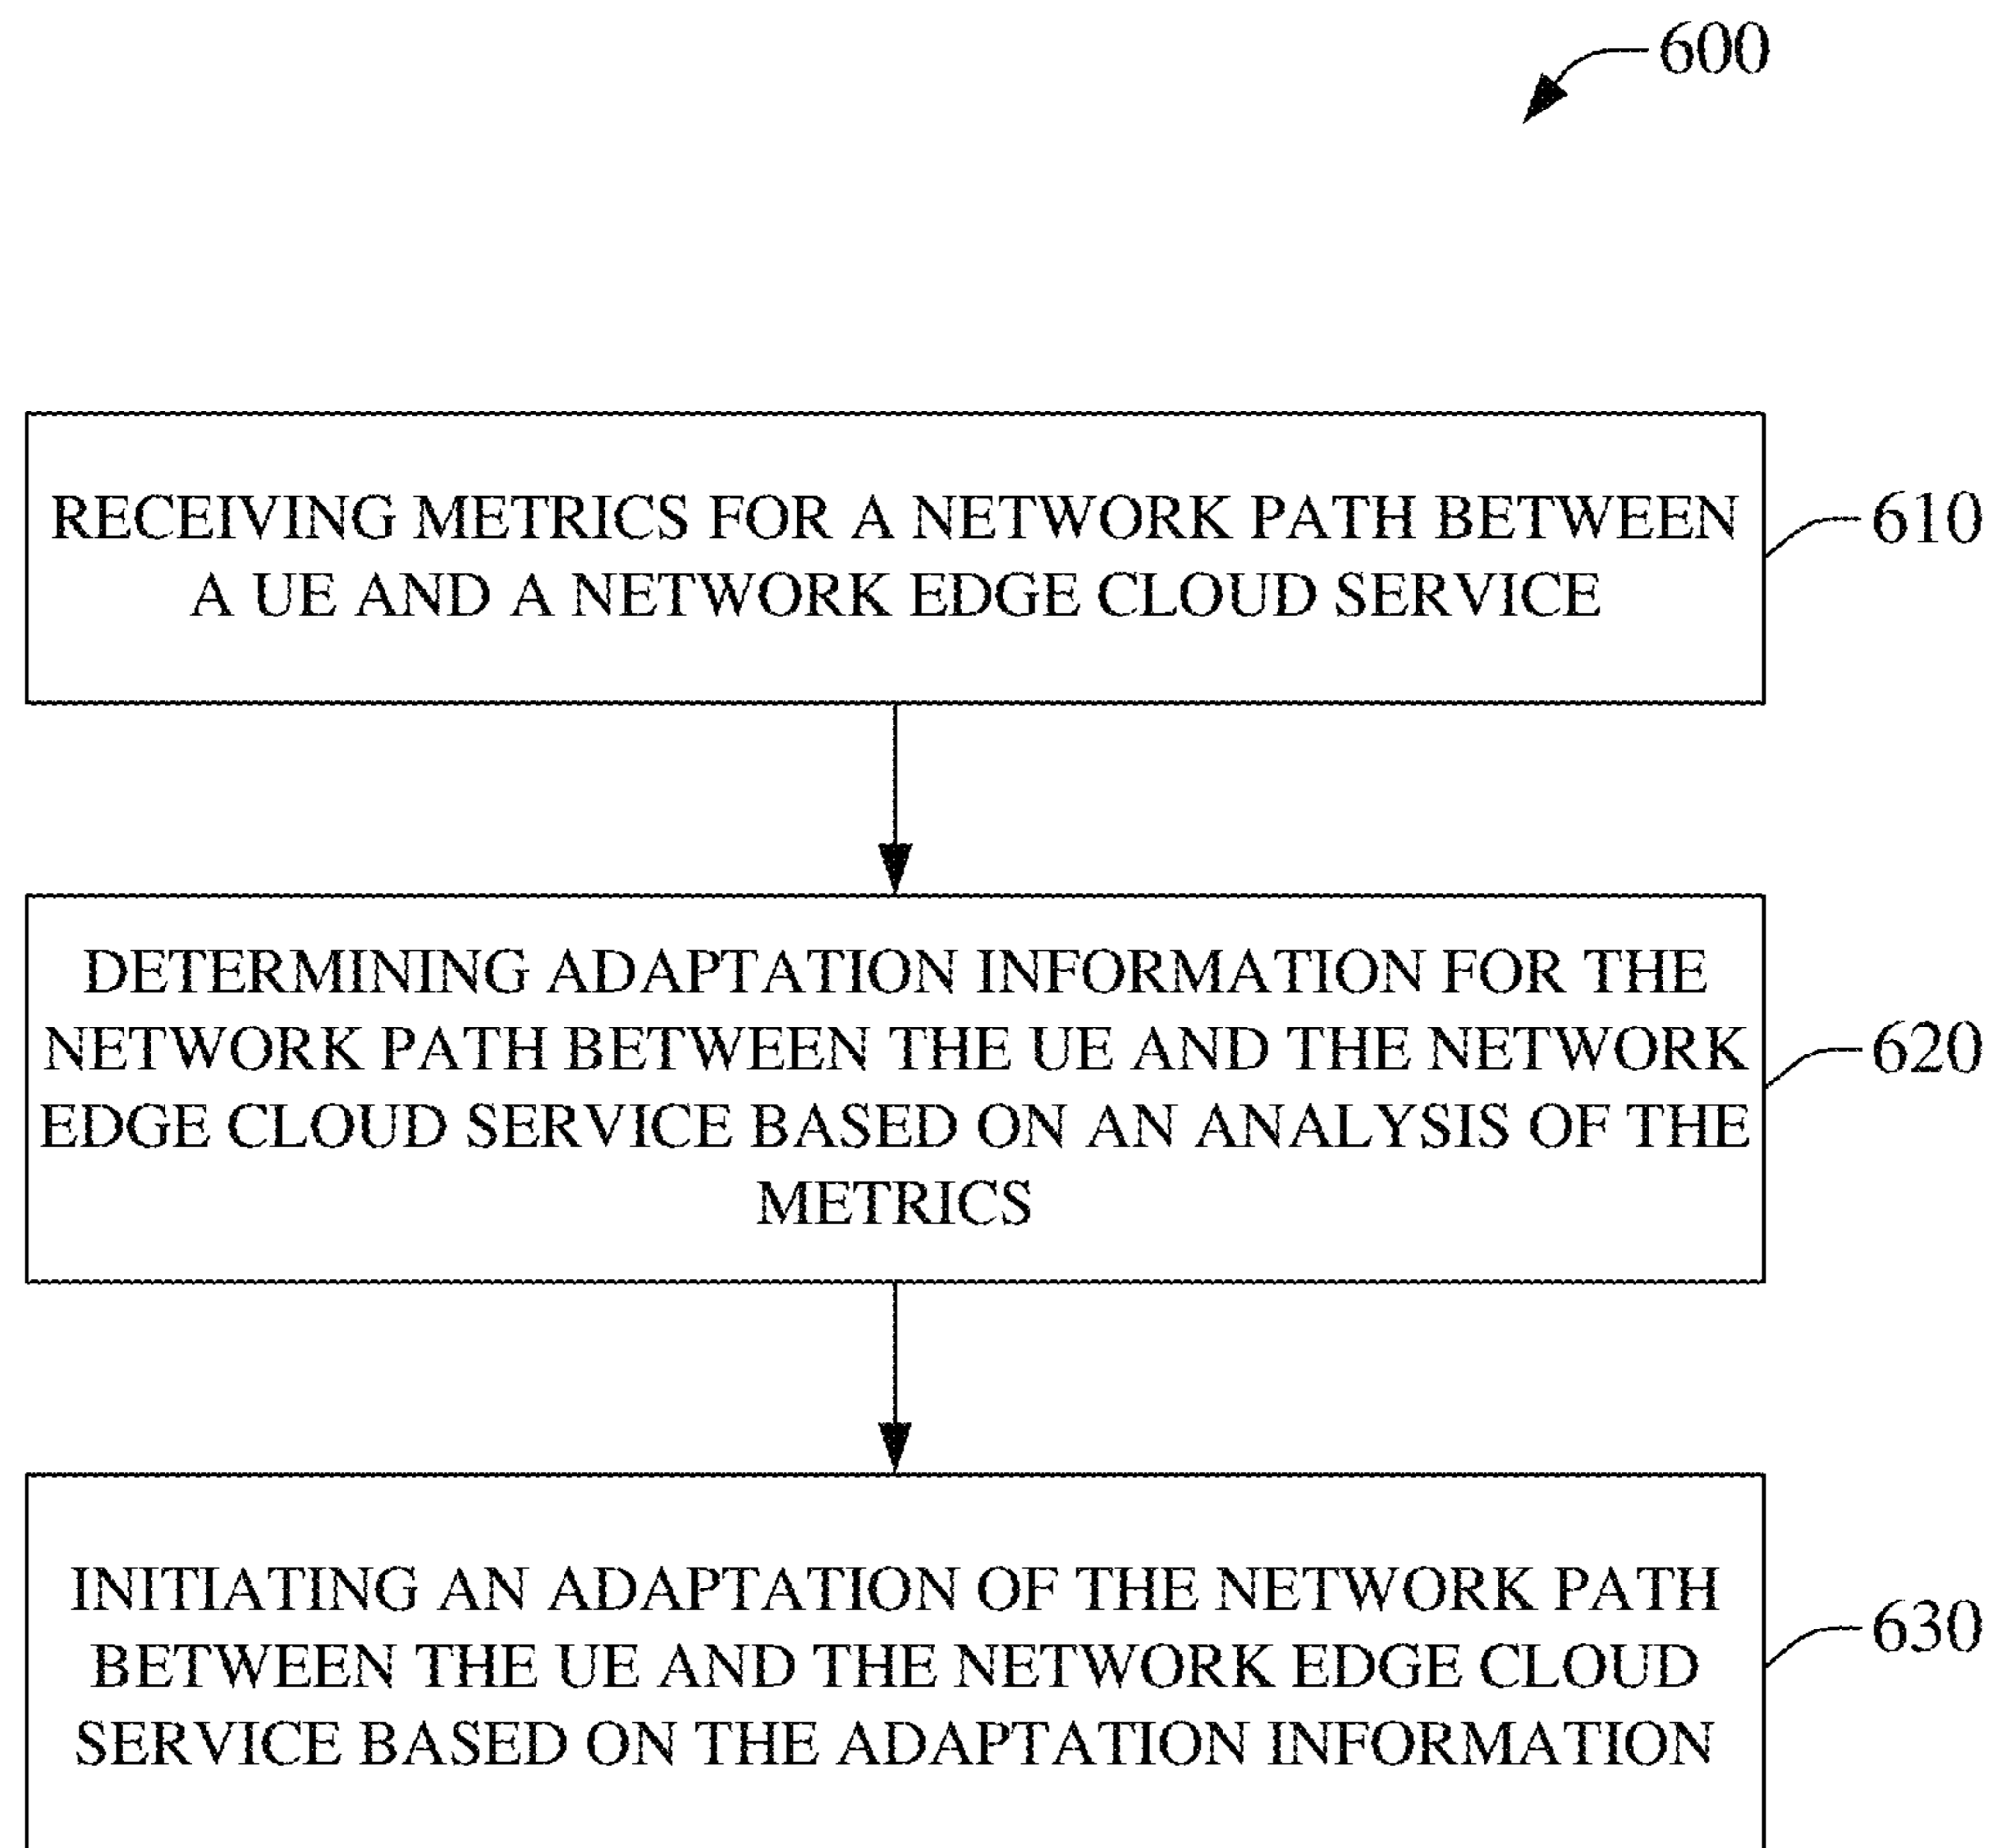 600
RECEIVING METRICS FOR A NETWORK PATH BETWEEN
A UE AND A NETWORK EDGE CLOUD SERVICE
610
DETERMINING ADAPTATION INFORMATION FOR THE
NETWORK PATH BETWEEN THE UE AND THE NETWORK
EDGE CLOUD SERVICE BASED ON AN ANALYSIS OF THE
METRICS
620
INITIATING AN ADAPTATION OF THE NETWORK PATH
BETWEEN THE UE AND THE NETWORK EDGE CLOUD
SERVICE BASED ON THE ADAPTATION INFORMATION
630